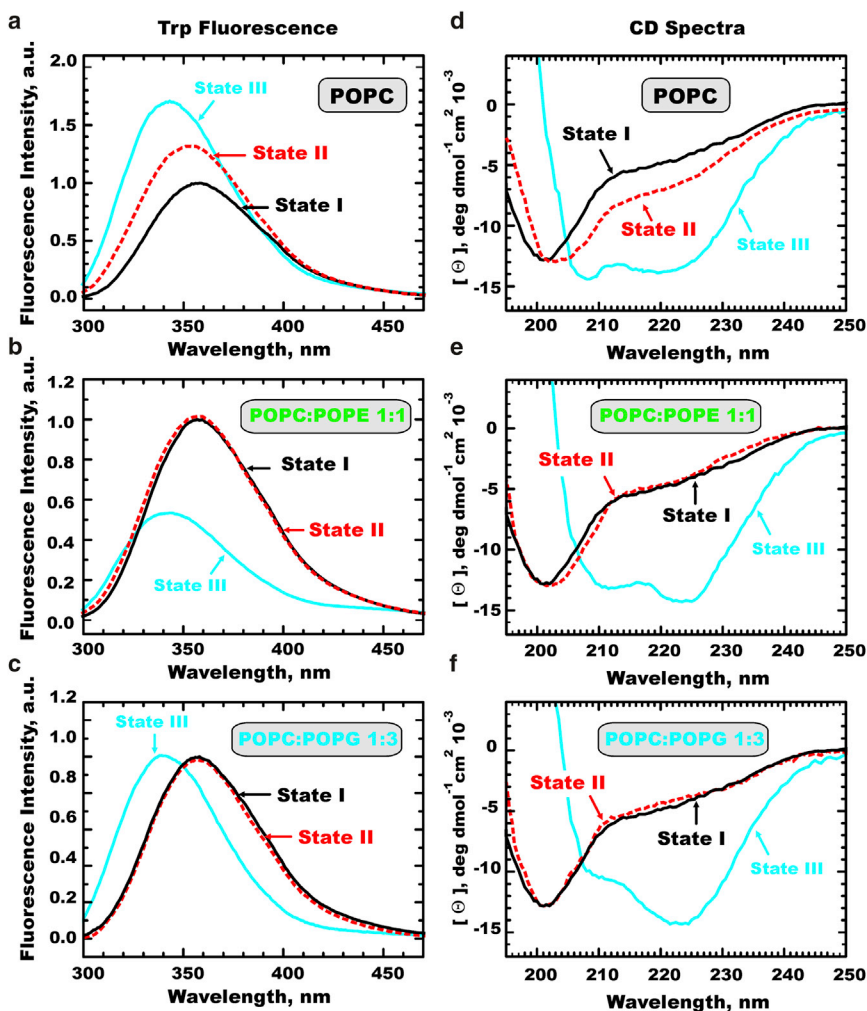 a
Trp Fluorescence
Fluorescence Intensity, a.u.
2.0
1.5
1.0
0.5
0.0
300
350
400
450
Wavelength, nm
State III
POPC
State II
State I
d
CD Spectra
[ Θ ], deg dmol-1 cm2 10-3
0
-5
-10
-15
200
210
220
230
240
250
Wavelength, nm
POPC
State I
State II
State III
b
Fluorescence Intensity, a.u.
1.2
1.0
0.8
0.6
0.4
0.2
0.0
300
350
400
450
Wavelength, nm
POPC:POPE 1:1
State I
State II
State III
e
[ Θ ], deg dmol-1 cm2 10-3
0
-5
-10
-15
200
210
220
230
240
250
Wavelength, nm
POPC:POPE 1:1
State II
State I
State III
c
Fluorescence Intensity, a.u.
1.2
1.0
0.8
0.6
0.4
0.2
0.0
300
350
400
450
Wavelength, nm
State III
POPC:POPG 1:3
State I
State II
f
[ Θ ], deg dmol-1 cm2 10-3
0
-5
-10
-15
200
210
220
230
240
250
Wavelength, nm
POPC:POPG 1:3
State II
State I
State III